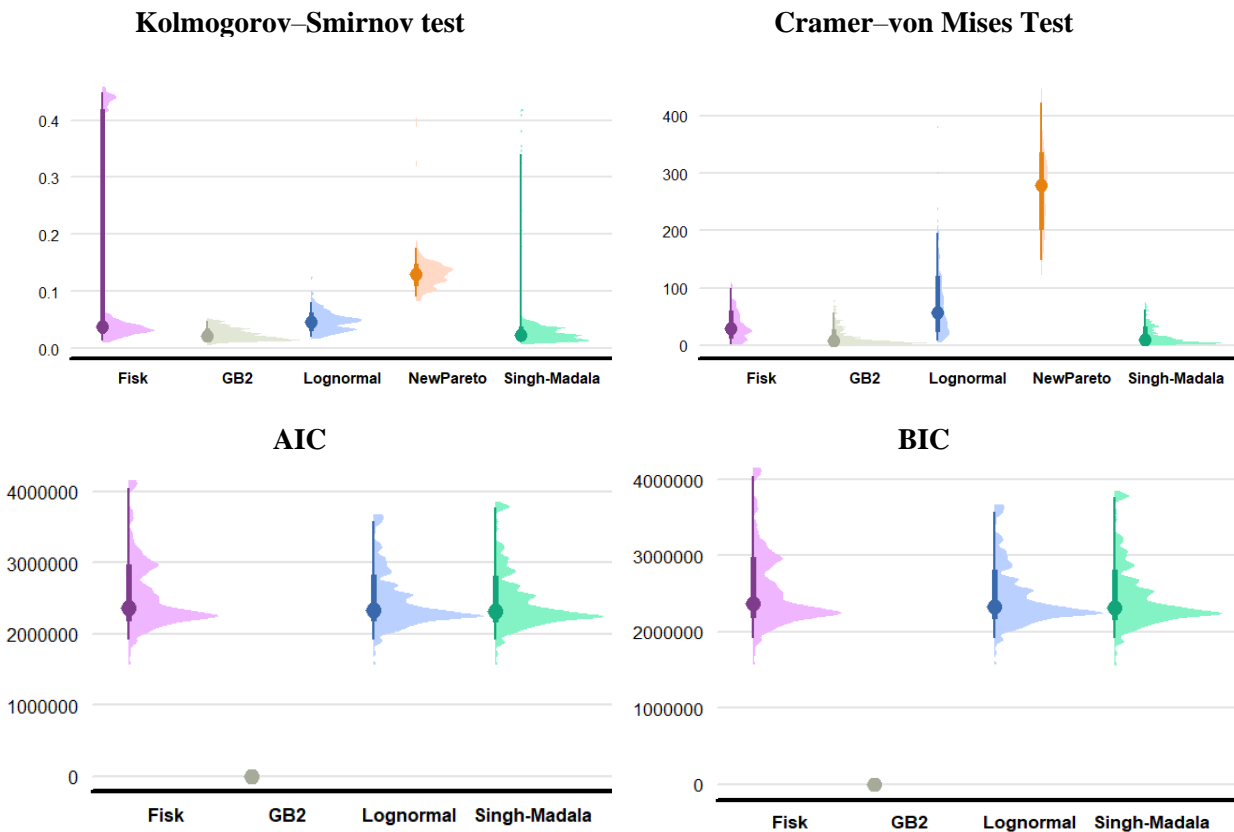 Kolmogorov–Smirnov test
0.4
0.3
0.2
0.1
0.0
Fisk GB2 Lognormal NewPareto Singh-Madala
Cramer–von Mises Test
400
300
200
100
0
Fisk GB2 Lognormal NewPareto Singh-Madala
AIC
4000000
3000000
2000000
1000000
0
Fisk GB2 Lognormal Singh-Madala
BIC
4000000
3000000
2000000
1000000
0
Fisk GB2 Lognormal Singh-Madala